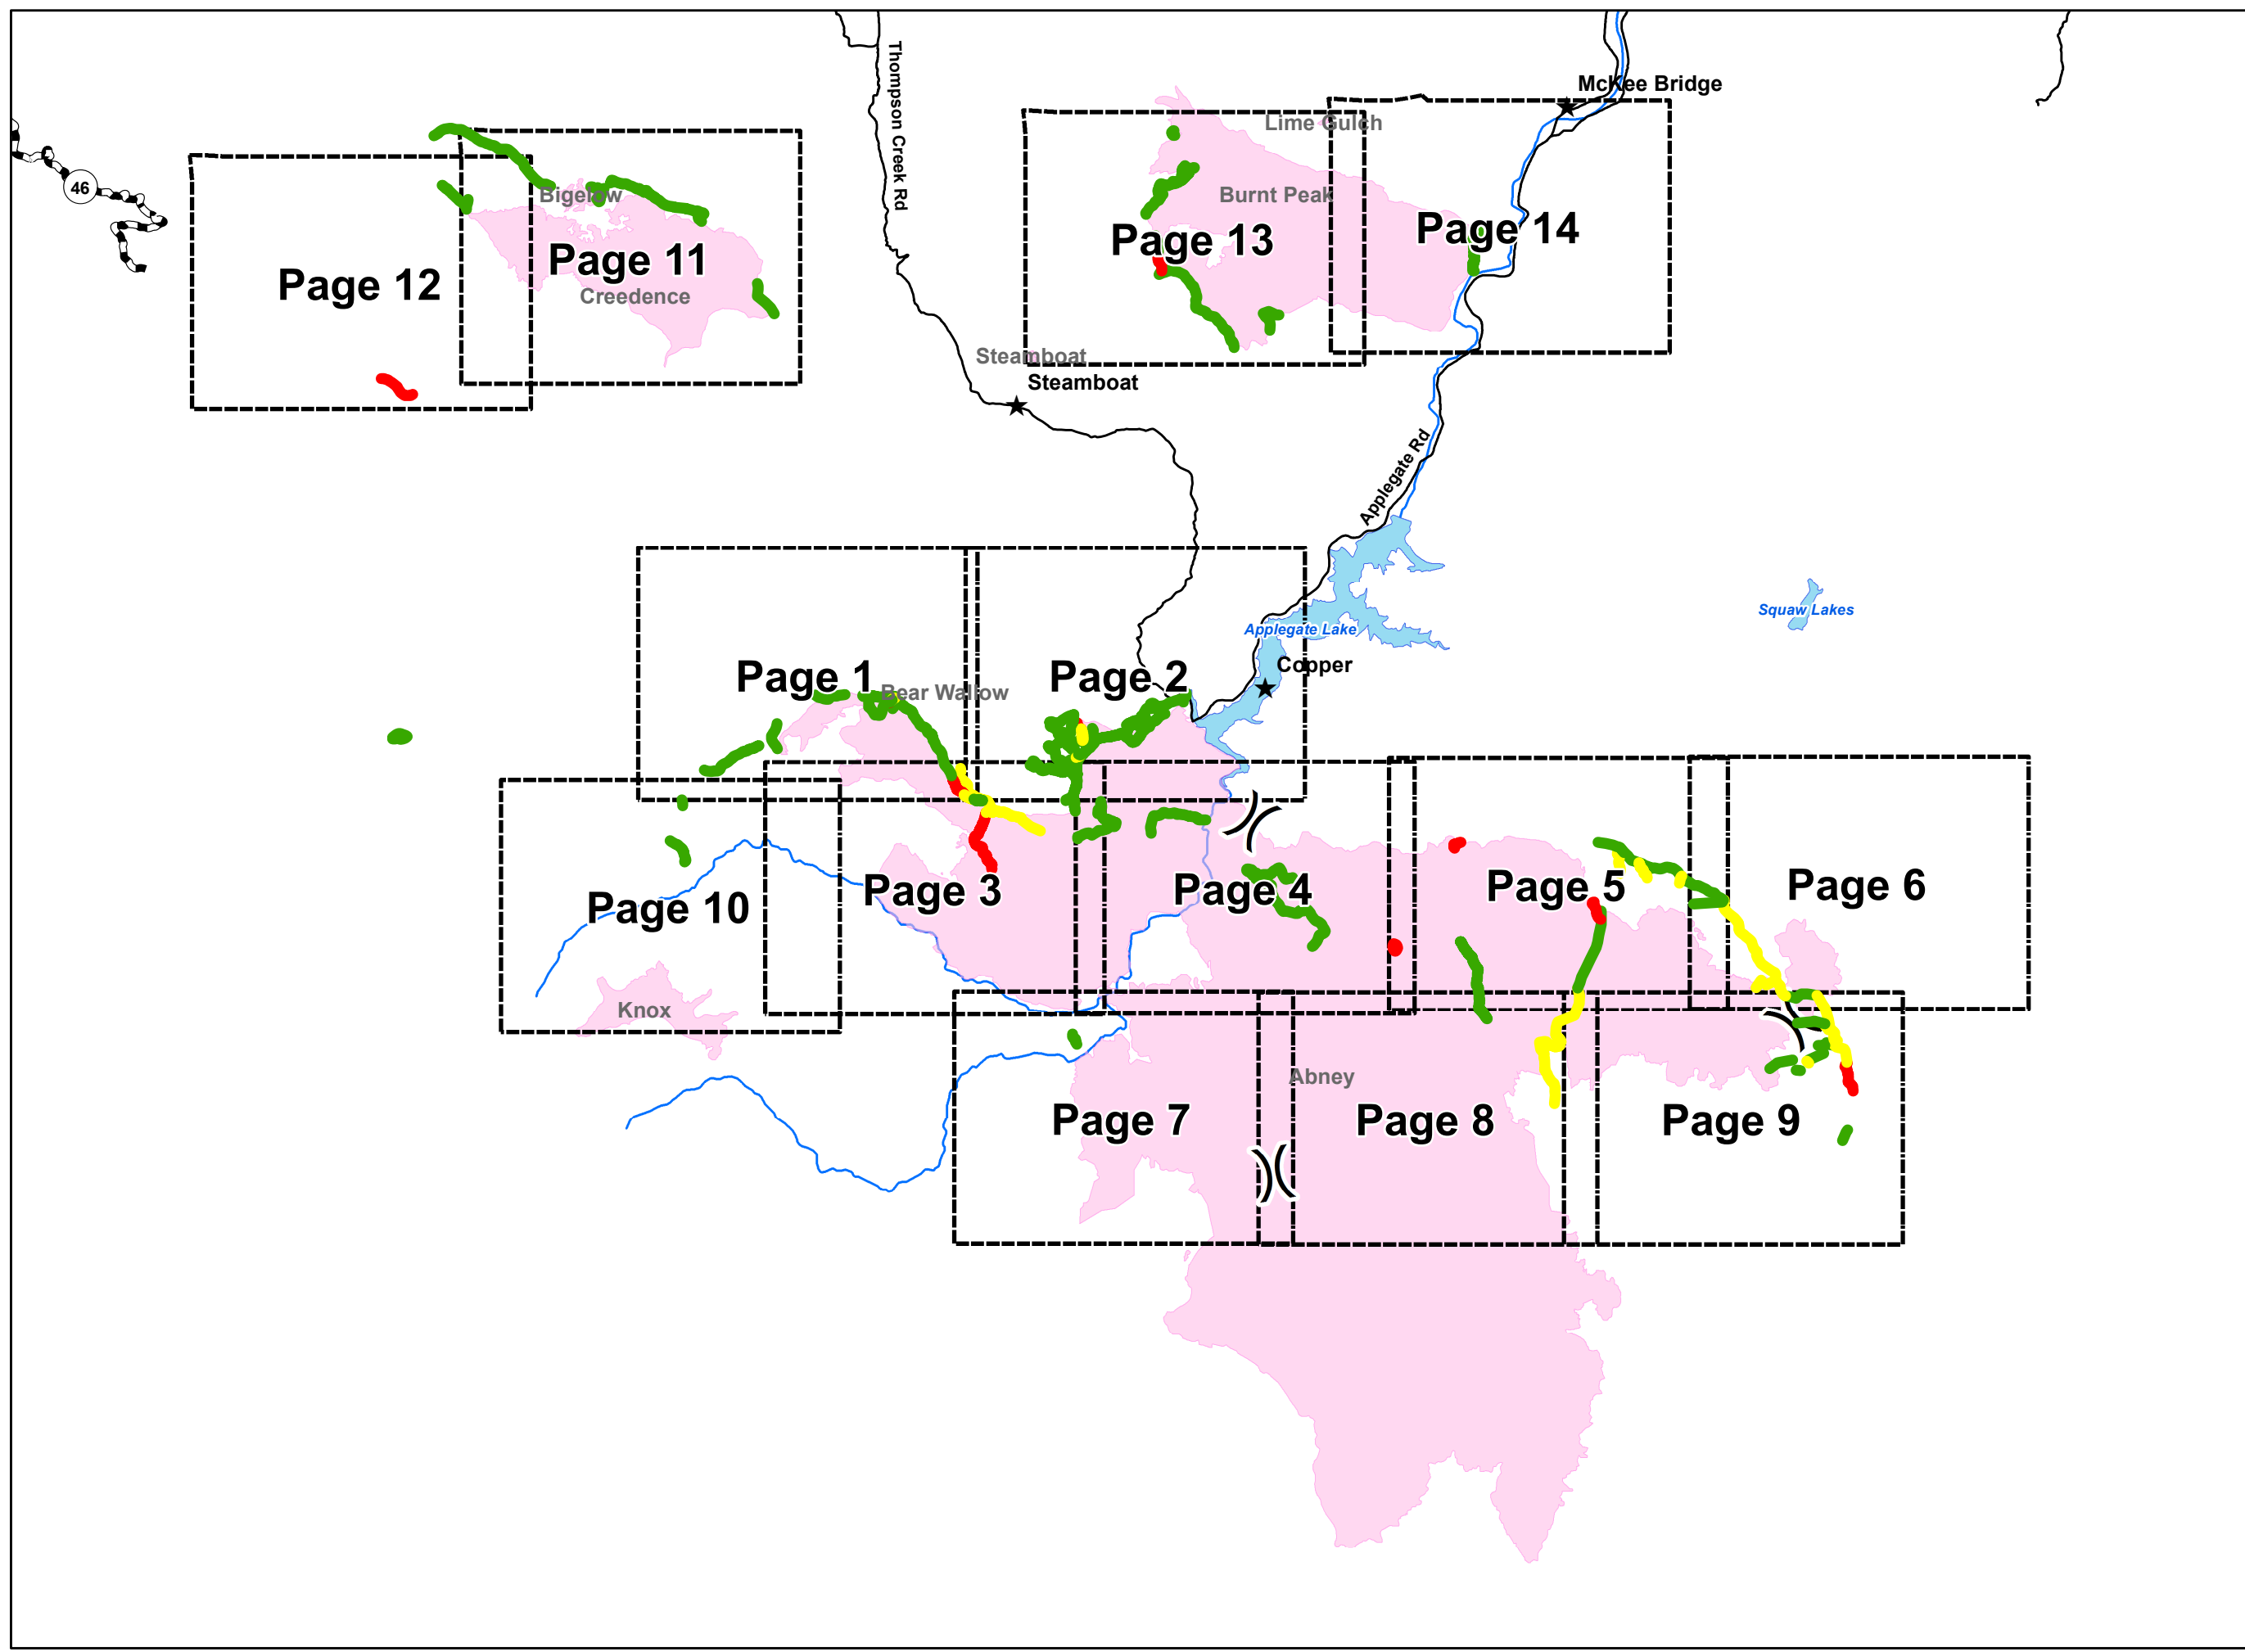 McKee Bridge
Thompson Creek Rd
Lime Gulch
46
Bigelow
Burnt Peak
Page 14
Page 13
Page 11
Page 12
Creedence
Steamboat
Steamboat
Applegate Rd
Squaw Lakes
Applegate Lake
Copper
Page 1
Page 2
Bear Wallow
Page 3
Page 4
Page 5
Page 6
Page 10
Knox
Abney
Page 7
Page 8
Page 9